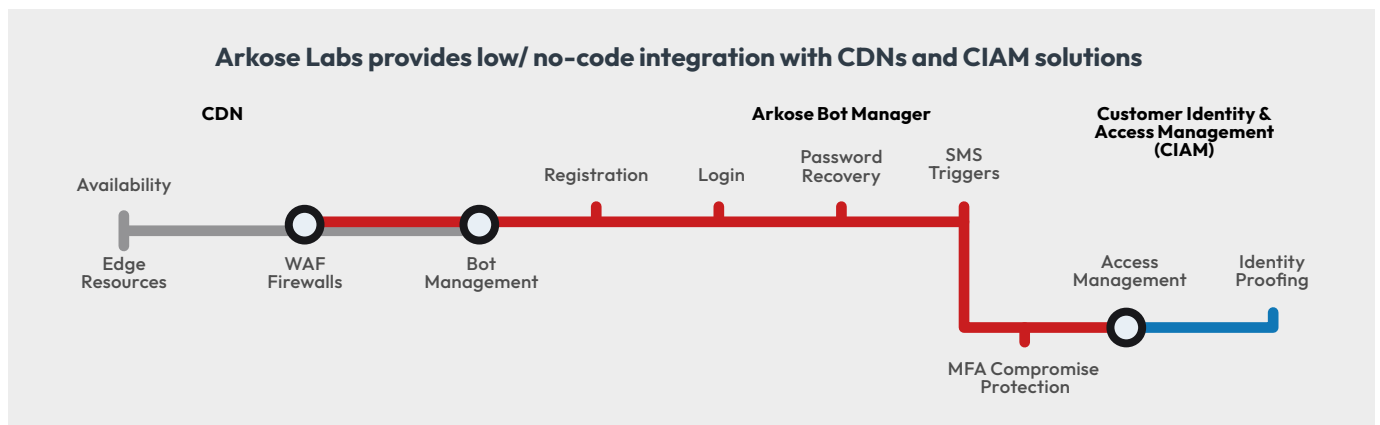 Arkose Labs provides low/ no-code integration with CDNs and CIAM solutions
CDN
Arkose Bot Manager
Customer Identity &
Access Management
(CIAM)
Availability
Registration
Login
Password
Recovery
SMS
Triggers
Edge
Resources
WAF
Firewalls
Bot
Management
Access
Management
Identity
Proofing
MFA Compromise
Protection